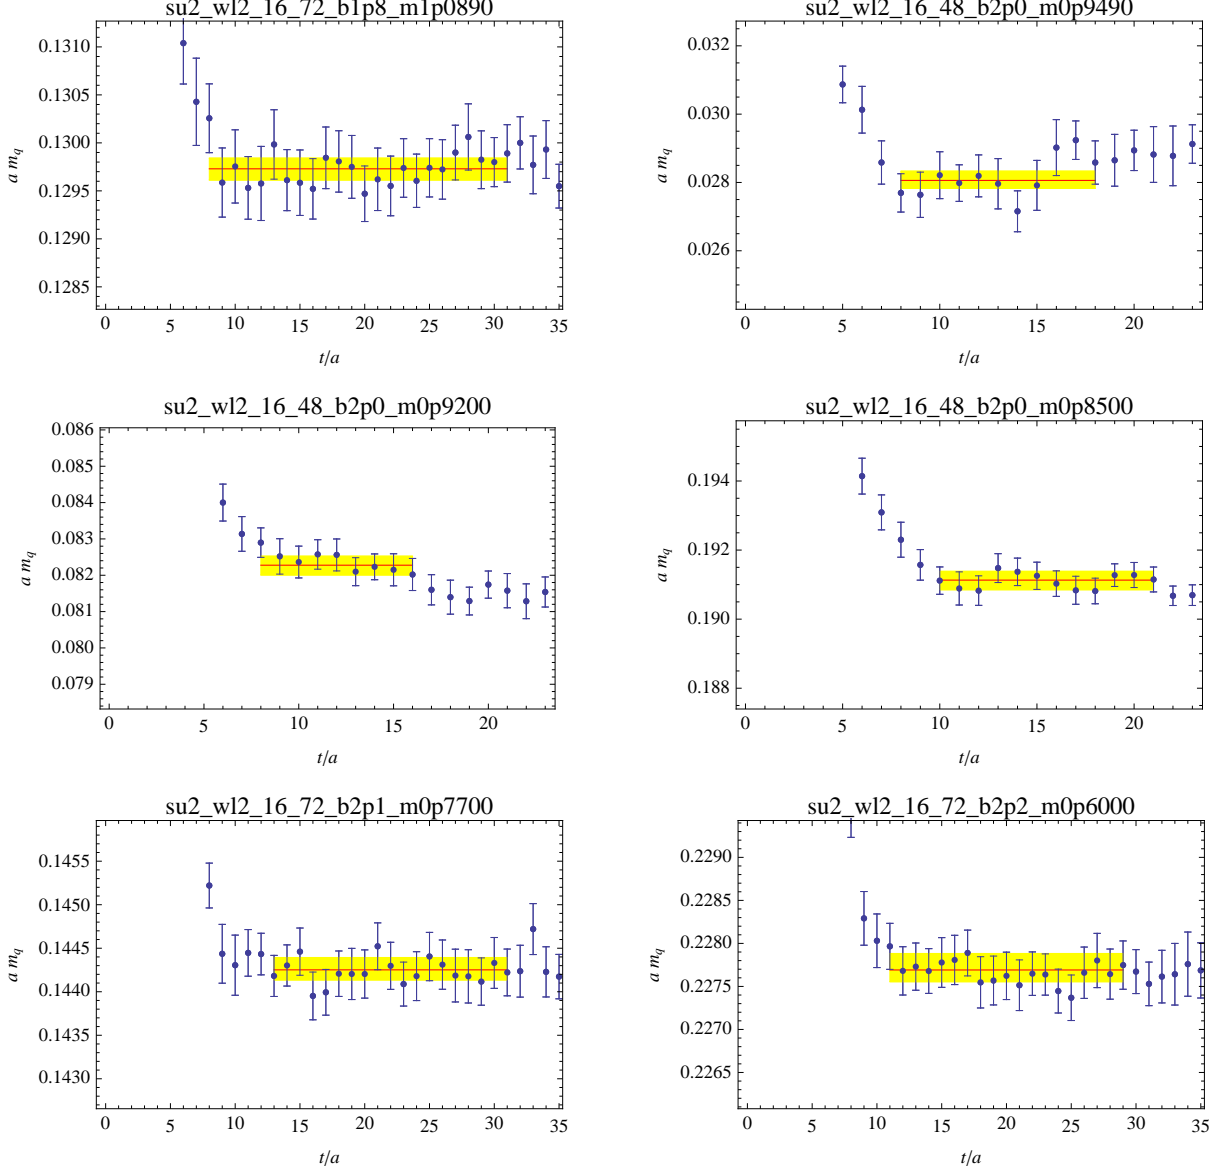 su2_wl2_16_72_b1p8_m1p0890
0.1310
0.1305
0.1300
0.1295
0.1290
0.1285
a m_q
0 5 10 15 20 25 30 35
t/a
su2_wl2_16_48_b2p0_m0p9490
0.032
0.030
0.028
0.026
a m_q
0 5 10 15 20
t/a
su2_wl2_16_48_b2p0_m0p9200
0.086
0.085
0.084
0.083
0.082
0.081
0.080
0.079
a m_q
0 5 10 15 20
t/a
su2_wl2_16_48_b2p0_m0p8500
0.194
0.192
0.190
0.188
a m_q
0 5 10 15 20
t/a
su2_wl2_16_72_b2p1_m0p7700
0.1455
0.1450
0.1445
0.1440
0.1435
0.1430
a m_q
0 5 10 15 20 25 30 35
t/a
su2_wl2_16_72_b2p2_m0p6000
0.2290
0.2285
0.2280
0.2275
0.2270
0.2265
a m_q
0 5 10 15 20 25 30 35
t/a